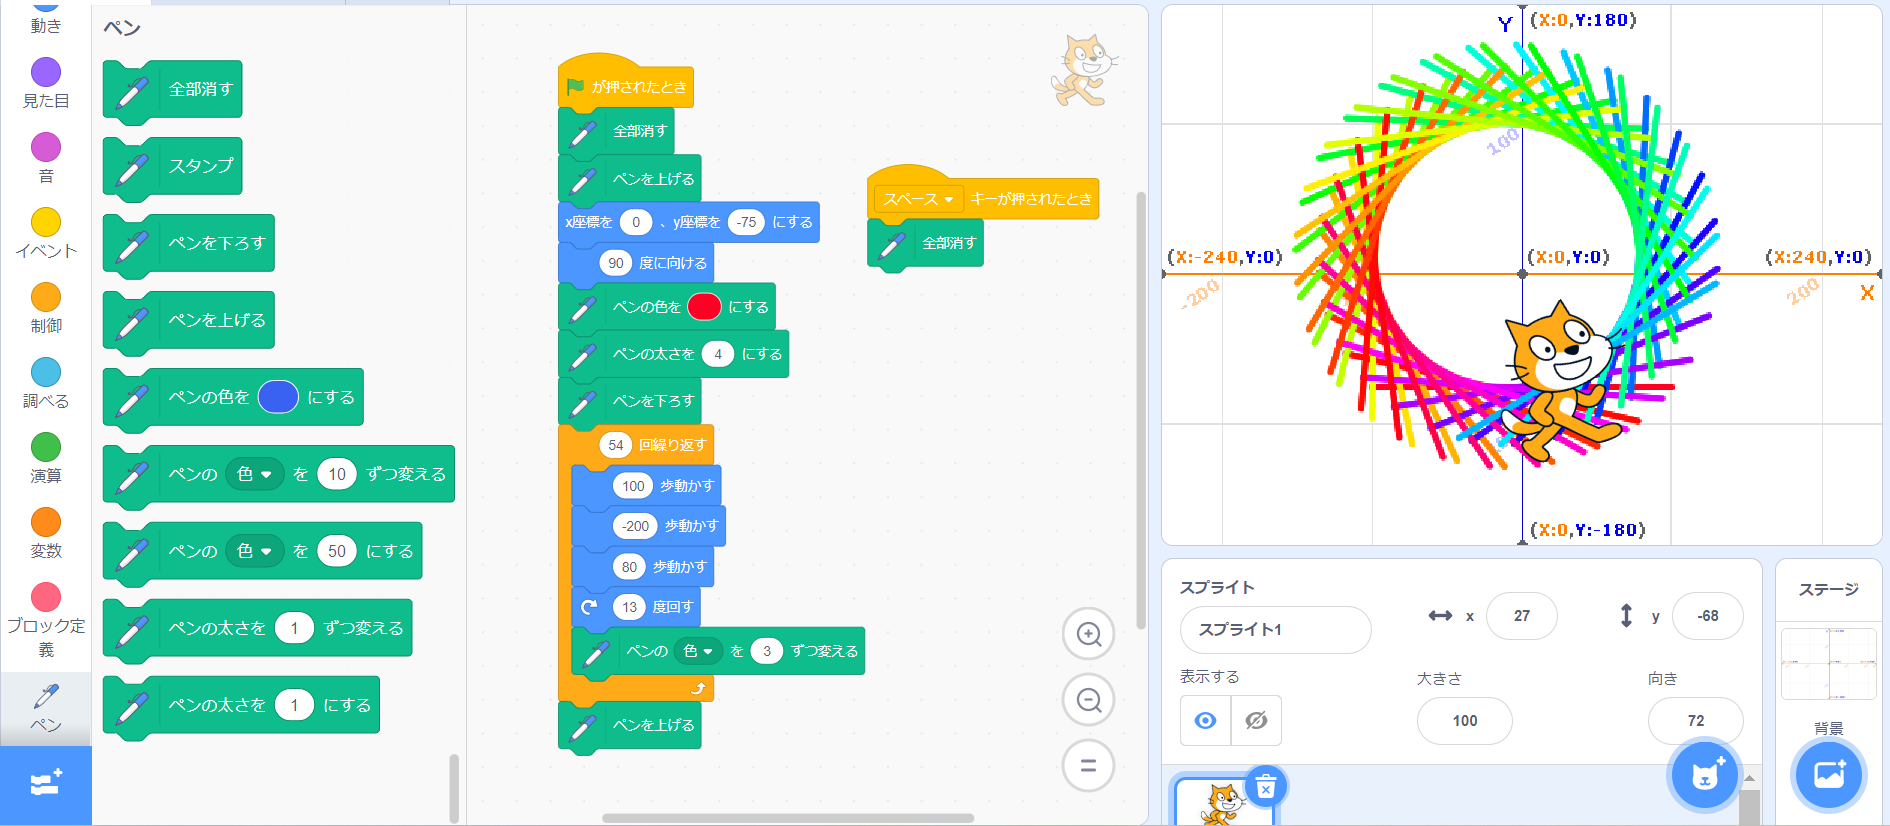 動き
見た目
音
イベント
制御
調べる
演算
変数
ブロック定
義
ペン
ペン
全部消す
スタンプ
ペンを下ろす
ペンを上げる
ペンの色を にする
ペンの 色 を 10 ずつ変える
ペンの 色 を 50 にする
ペンの太さを 1 ずつ変える
ペンの太さを 1 にする
が押されたとき
全部消す
ペンを上げる
x座標を 0 、y座標を -75 にする
90 度に向ける
ペンの色を にする
ペンの太さを 4 にする
ペンを下ろす
54 回繰り返す
100 歩動かす
-200 歩動かす
80 歩動かす
13 度回す
ペンの 色 を 3 ずつ変える
ペンを上げる
スペース キーが押されたとき
全部消す
Y (X:0,Y:180)
100
(X:-240,Y:0) (X:0,Y:0) (X:240,Y:0)
-200 200 X
(X:0,Y:-180)
スプライト
スプライト1 x 27 y -68
表示する 大きさ 向き
100 72
ステージ
背景